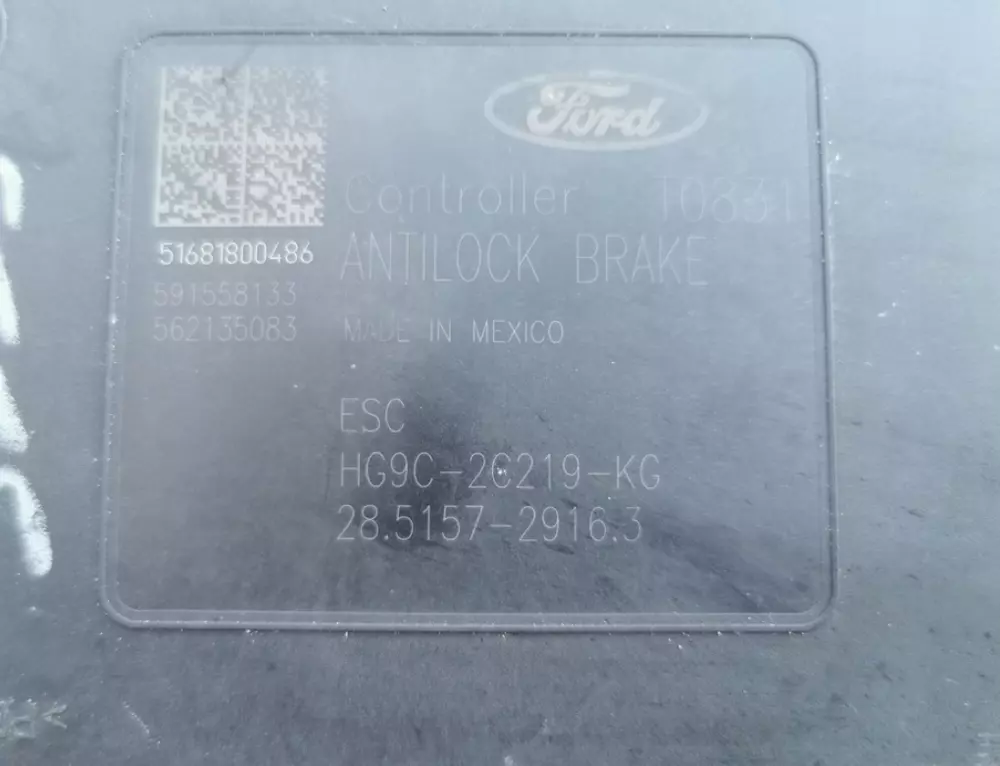 Ford
Controller T0831
51681800486 ANTILOCK BRAKE
591558133
562135083 MADE IN MEXICO
ESC
HG9C-2C219-KG
28.5157-2916.3